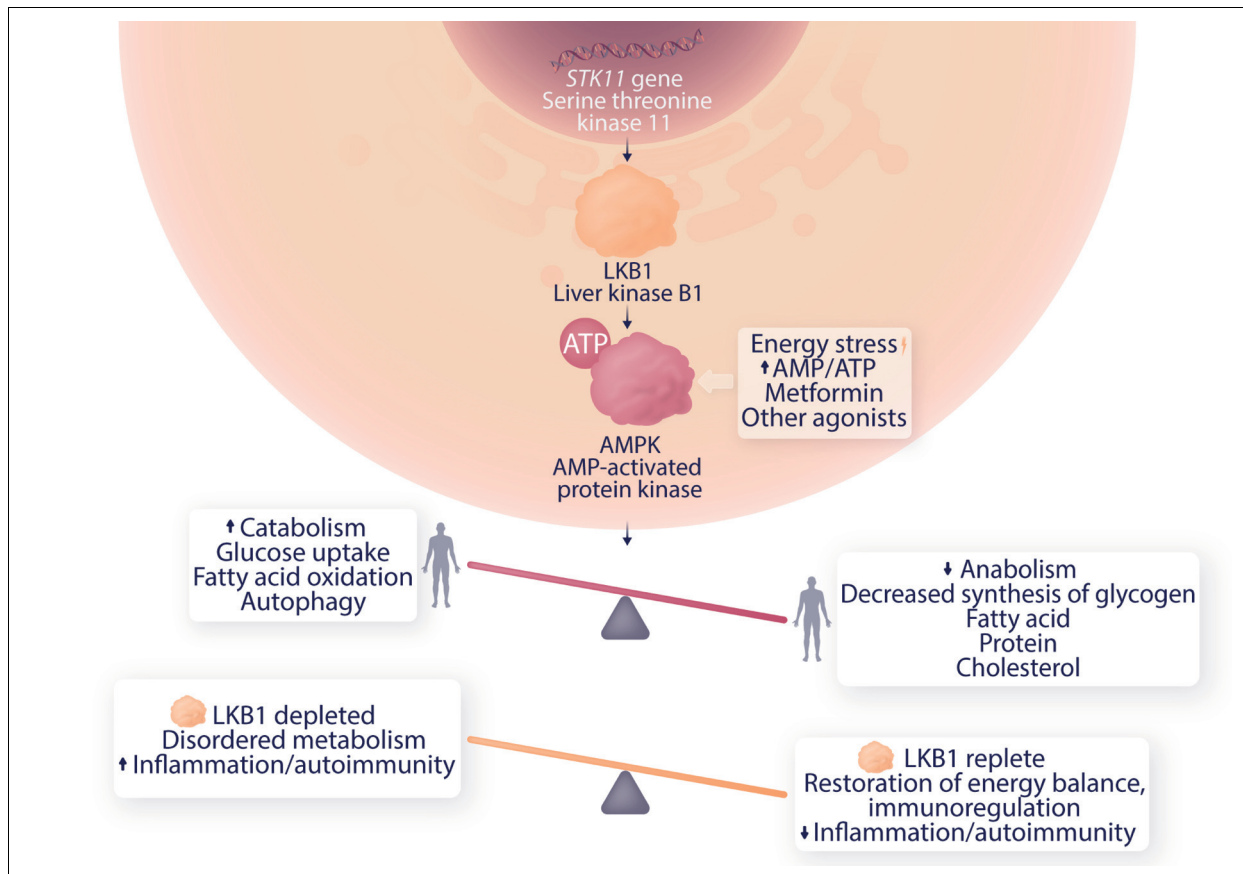 STK11 gene
Serine threonine
kinase 11
LKB1
Liver kinase B1
ATP
Energy stress
↑ AMP/ATP
Metformin
Other agonists
AMPK
AMP-activated
protein kinase
↑ Catabolism
Glucose uptake
Fatty acid oxidation
Autophagy
↓ Anabolism
Decreased synthesis of glycogen
Fatty acid
Protein
Cholesterol
LKB1 depleted
Disordered metabolism
↑ Inflammation/autoimmunity
LKB1 replete
Restoration of energy balance,
immunoregulation
↓ Inflammation/autoimmunity